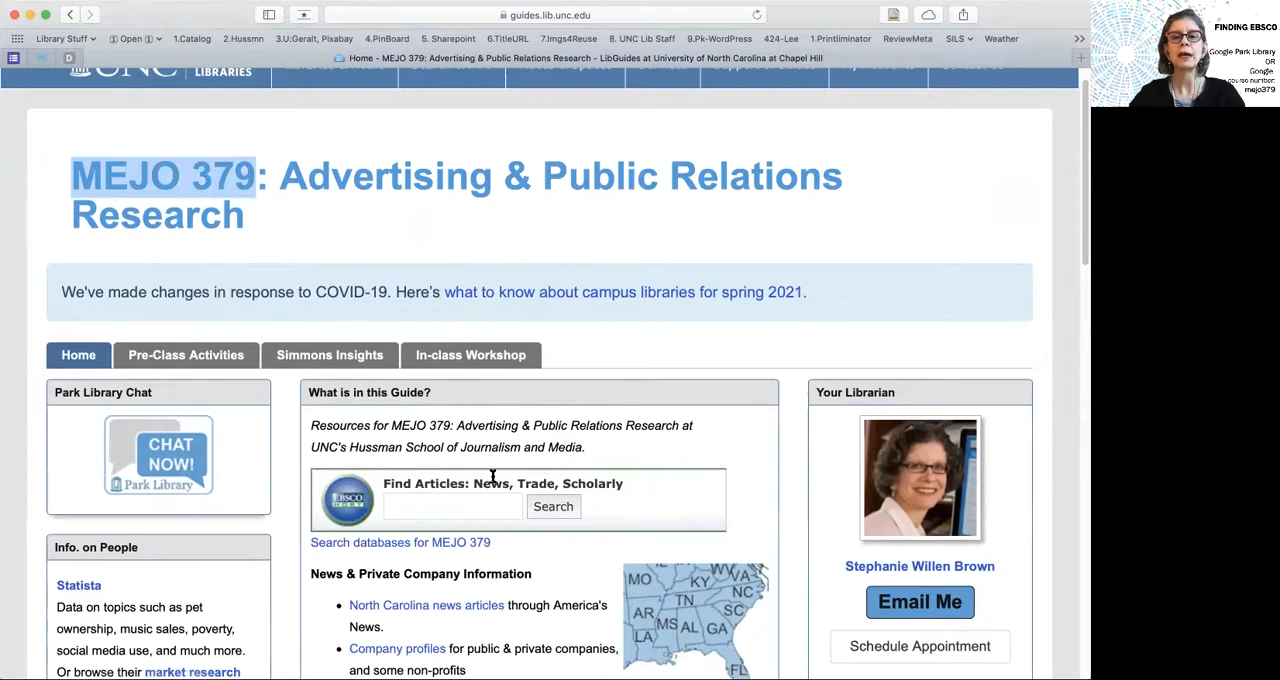 guides.lib.unc.edu
Library Stuff
Open
1.Catalog
2.Hussmn
3.U:Geralt, Pixabay
4.PinBoard
5. Sharepoint
6.TitleURL
7.Imgs4Reuse
8. UNC Lib Staff
9.Pk-WordPress
424-Lee
1.Printliminator
ReviewMeta
SILS
Weather
D
Home - MEJO 379: Advertising & Public Relations Research - LibGuides at University of North Carolina at Chapel Hill
UNC
LIBRARIES
MEJO 379: Advertising & Public Relations
Research
We've made changes in response to COVID-19. Here's what to know about campus libraries for spring 2021.
Home
Pre-Class Activities
Simmons Insights
In-class Workshop
Park Library Chat
CHAT
NOW!
Park Library
Info. on People
Statista
Data on topics such as pet
ownership, music sales, poverty,
social media use, and much more.
Or browse their market research
What is in this Guide?
Resources for MEJO 379: Advertising & Public Relations Research at
UNC's Hussman School of Journalism and Media.
EBSCO
HOST
Find Articles: News, Trade, Scholarly
Search
Search databases for MEJO 379
News & Private Company Information
• North Carolina news articles through America's
News.
• Company profiles for public & private companies,
and some non-profits
MO
KY
WV
VA
TN
NC
AR
SC
MS
AL
GA
LA
FL
Your Librarian
Stephanie Willen Brown
Email Me
Schedule Appointment
FINDING EBSCO
Google Park Library
OR
Google
course number:
mejo379